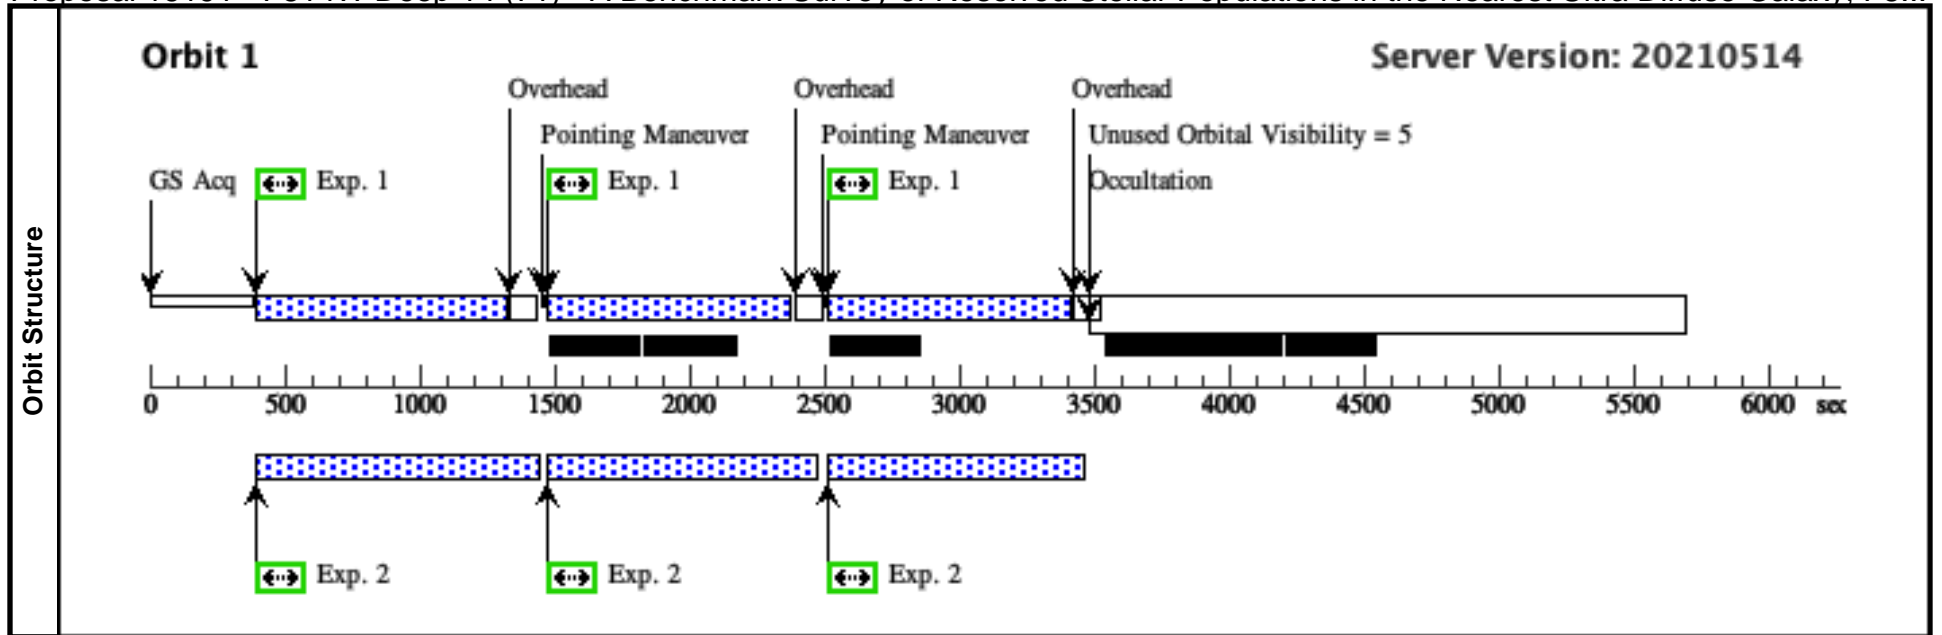 Orbit 1
Server Version: 20210514
Overhead Overhead Overhead
Pointing Maneuver Pointing Maneuver Unused Orbital Visibility = 5
GS Acq Exp. 1 Exp. 1 Exp. 1 Occultation
Orbit Structure
0 500 1000 1500 2000 2500 3000 3500 4000 4500 5000 5500 6000 sec
Exp. 2 Exp. 2 Exp. 2